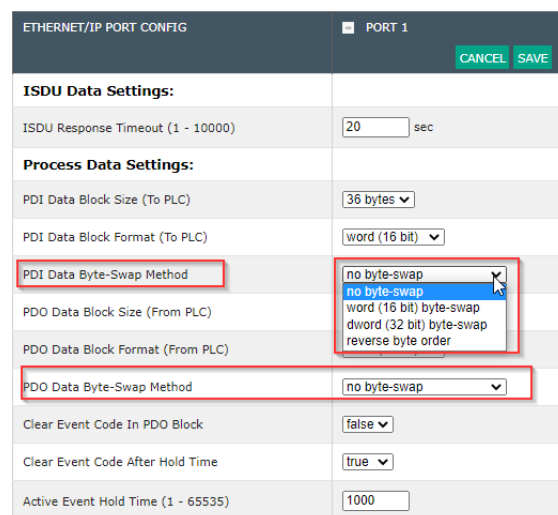 ETHERNET/IP PORT CONFIG PORT 1
CANCEL SAVE
ISDU Data Settings:
ISDU Response Timeout (1 - 10000) 20 sec
Process Data Settings:
PDI Data Block Size (To PLC) 36 bytes
PDI Data Block Format (To PLC) word (16 bit)
PDI Data Byte-Swap Method no byte-swap
no byte-swap
word (16 bit) byte-swap
PDO Data Block Size (From PLC) dword (32 bit) byte-swap
reverse byte order
PDO Data Block Format (From PLC)
PDO Data Byte-Swap Method no byte-swap
Clear Event Code In PDO Block false
Clear Event Code After Hold Time true
Active Event Hold Time (1 - 65535) 1000